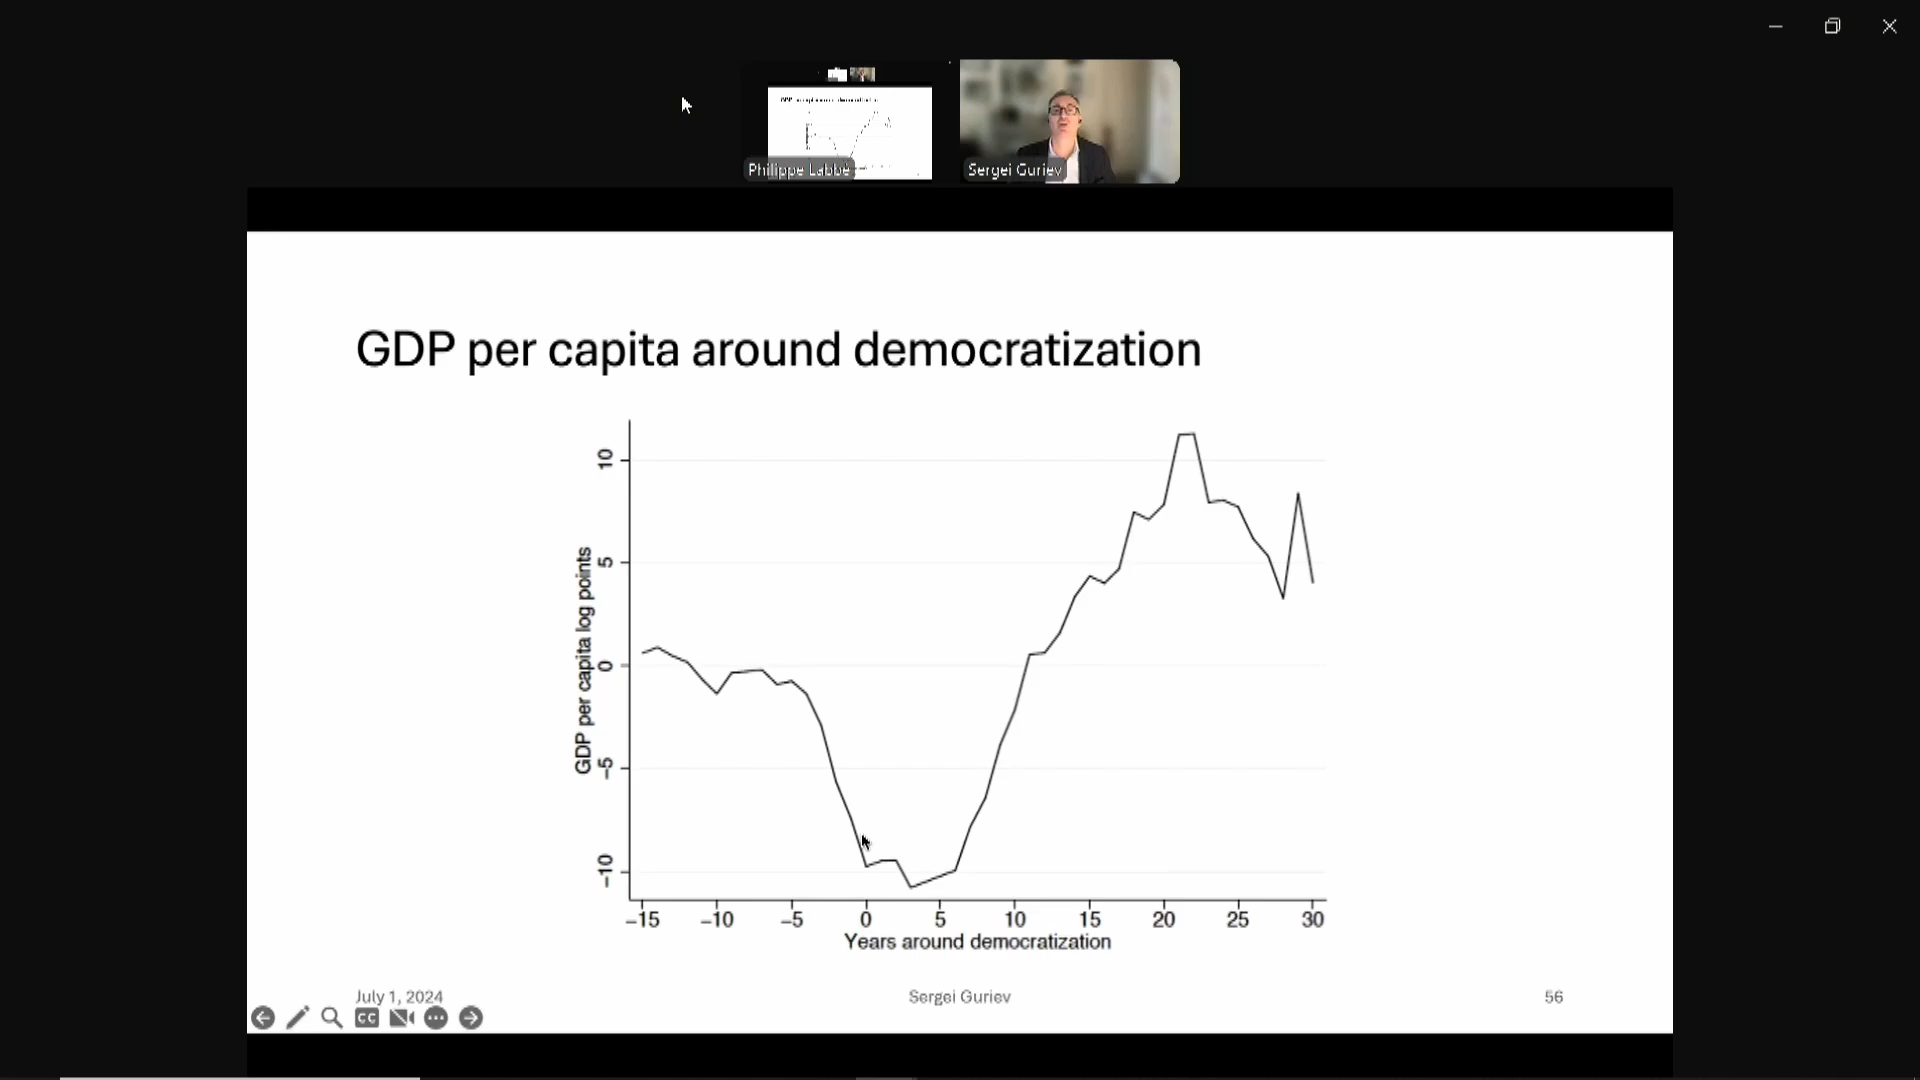 Philippe Labbé
Sergei Guriev
GDP per capita around democratization
GDP per capita log points
10
5
0
−5
−10
−15 −10 −5 0 5 10 15 20 25 30
Years around democratization
July 1, 2024
Sergei Guriev
56
CC